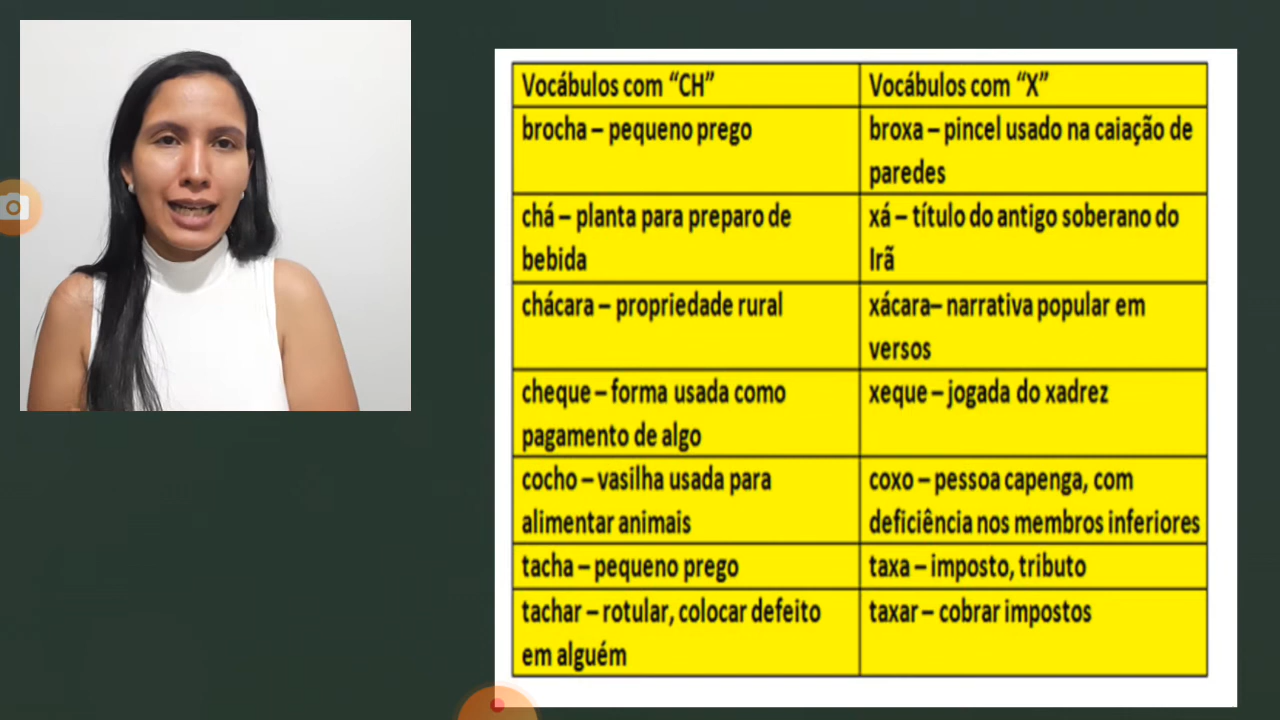 Vocábulos com “CH”
Vocábulos com “X”
brocha – pequeno prego
broxa – pincel usado na caiação de
paredes
chá – planta para preparo de
bebida
xá – título do antigo soberano do
Irã
chácara – propriedade rural
xácara– narrativa popular em
versos
cheque – forma usada como
pagamento de algo
xeque – jogada do xadrez
cocho – vasilha usada para
alimentar animais
coxo – pessoa capenga, com
deficiência nos membros inferiores
tacha – pequeno prego
taxa – imposto, tributo
tachar – rotular, colocar defeito
em alguém
taxar – cobrar impostos